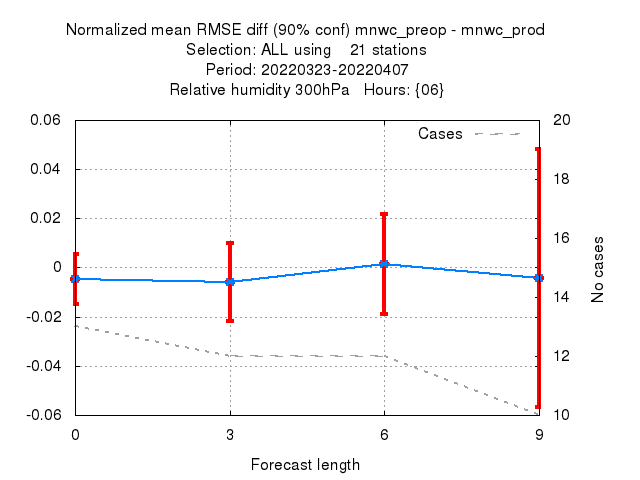 Normalized mean RMSE diff (90% conf) mnwc_preop - mnwc_prod
Selection: ALL using 21 stations
Period: 20220323-20220407
Relative humidity 300hPa Hours: {06}
Cases
0.06
0.04
0.02
0
-0.02
-0.04
-0.06
20
18
16
14
12
10
No cases
0 3 6 9
Forecast length